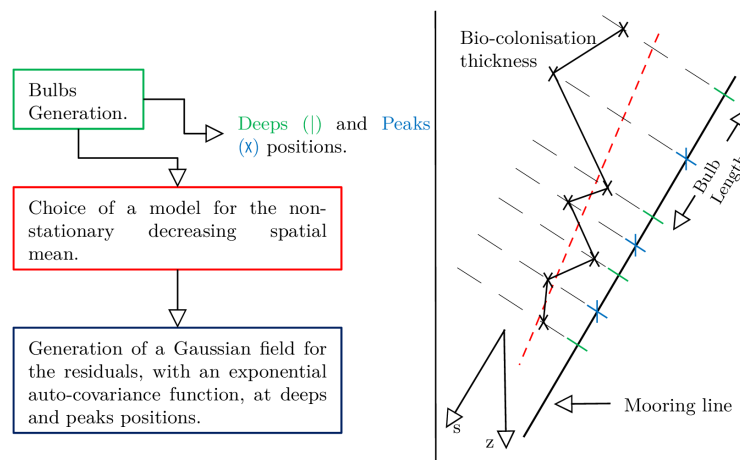 Bulbs
Generation.
Deeps (|) and Peaks
(x) positions.
Choice of a model for the non-
stationary decreasing spatial
mean.
Generation of a Gaussian field for
the residuals, with an exponential
auto-covariance function, at deeps
and peaks positions.
Bio-colonisation
thickness
Bulb
Length
Mooring line
s
z